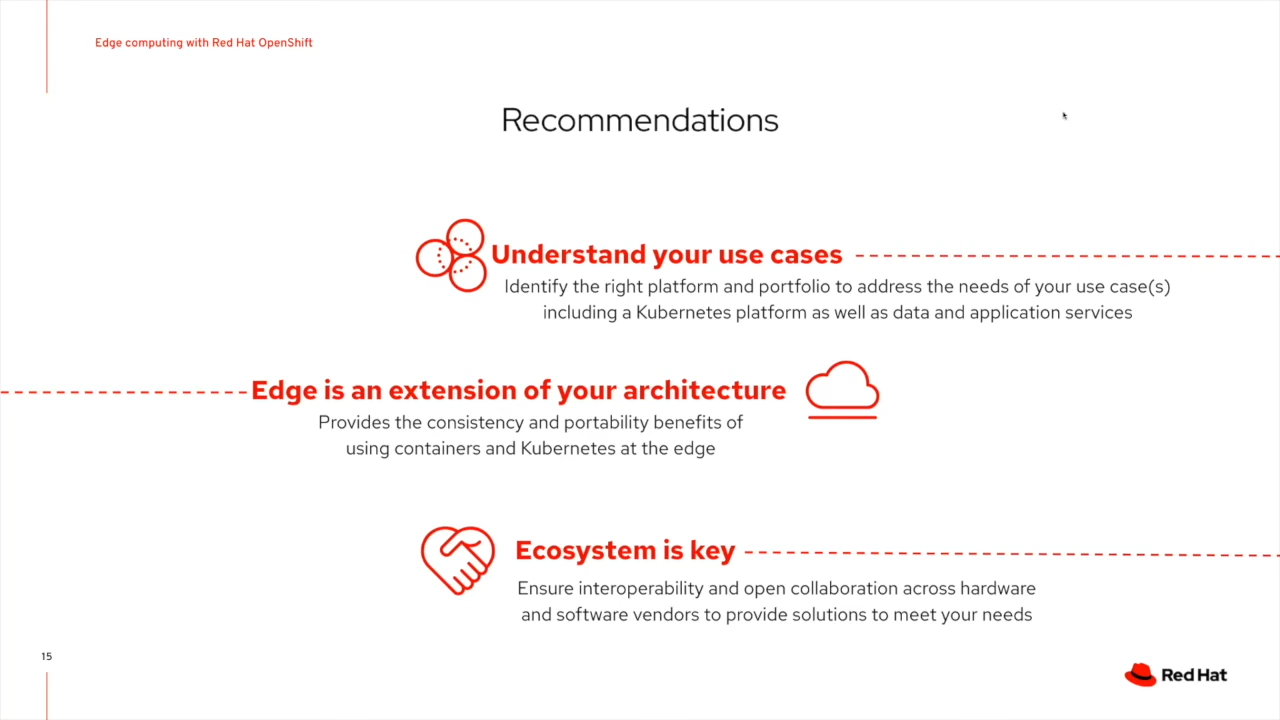 Edge computing with Red Hat OpenShift
Recommendations
Understand your use cases
Identify the right platform and portfolio to address the needs of your use case(s)
including a Kubernetes platform as well as data and application services
Edge is an extension of your architecture
Provides the consistency and portability benefits of
using containers and Kubernetes at the edge
Ecosystem is key
Ensure interoperability and open collaboration across hardware
and software vendors to provide solutions to meet your needs
15
Red Hat